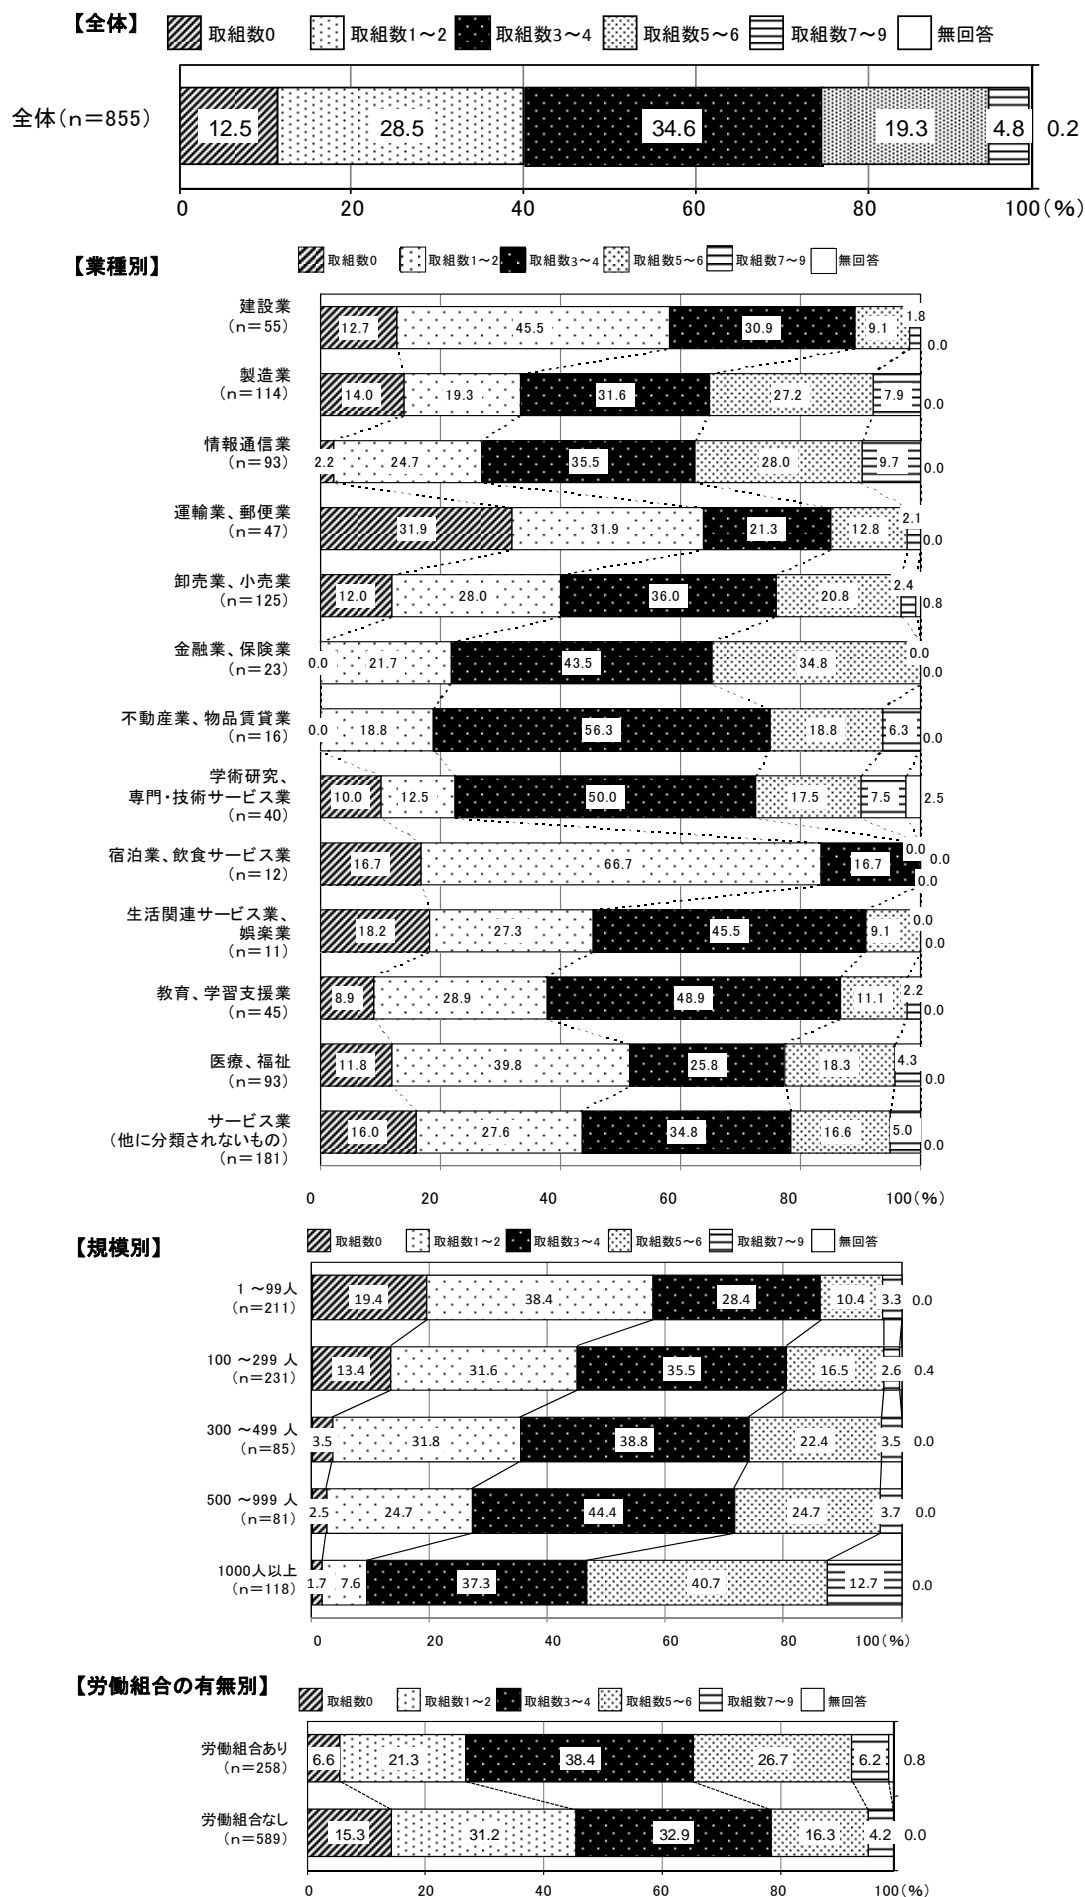 【全体】
取組数0 取組数1～2 取組数3～4 取組数5～6 取組数7～9 無回答
全体(n＝855) 12.5 28.5 34.6 19.3 4.8 0.2
0 20 40 60 80 100(%)
【業種別】
取組数0 取組数1～2 取組数3～4 取組数5～6 取組数7～9 無回答
建設業
(n＝55)
12.7 45.5 30.9 9.1 1.8 0.0
製造業
(n＝114)
14.0 19.3 31.6 27.2 7.9 0.0
情報通信業
(n＝93)
2.2 24.7 35.5 28.0 9.7 0.0
運輸業、郵便業
(n＝47)
31.9 31.9 21.3 12.8 2.1 0.0
卸売業、小売業
(n＝125)
12.0 28.0 36.0 20.8 2.4 0.8
金融業、保険業
(n＝23)
0.0 21.7 43.5 34.8 0.0 0.0
不動産業、物品賃貸業
(n＝16)
0.0 18.8 56.3 18.8 6.3 0.0
学術研究、
専門・技術サービス業
(n＝40)
10.0 12.5 50.0 17.5 7.5 2.5
宿泊業、飲食サービス業
(n＝12)
16.7 66.7 16.7 0.0 0.0 0.0
生活関連サービス業、
娯楽業
(n＝11)
18.2 27.3 45.5 9.1 0.0 0.0
教育、学習支援業
(n＝45)
8.9 28.9 48.9 11.1 2.2 0.0
医療、福祉
(n＝93)
11.8 39.8 25.8 18.3 4.3 0.0
サービス業
(他に分類されないもの)
(n＝181)
16.0 27.6 34.8 16.6 5.0 0.0
0 20 40 60 80 100(%)
【規模別】
取組数0 取組数1～2 取組数3～4 取組数5～6 取組数7～9 無回答
1 ～99人
(n＝211)
19.4 38.4 28.4 10.4 3.3 0.0
100 ～299 人
(n＝231)
13.4 31.6 35.5 16.5 2.6 0.4
300 ～499 人
(n＝85)
3.5 31.8 38.8 22.4 3.5 0.0
500 ～999 人
(n＝81)
2.5 24.7 44.4 24.7 3.7 0.0
1000人以上
(n＝118)
1.7 7.6 37.3 40.7 12.7 0.0
0 20 40 60 80 100(%)
【労働組合の有無別】
取組数0 取組数1～2 取組数3～4 取組数5～6 取組数7～9 無回答
労働組合あり
(n＝258)
6.6 21.3 38.4 26.7 6.2 0.8
労働組合なし
(n＝589)
15.3 31.2 32.9 16.3 4.2 0.0
0 20 40 60 80 100(%)